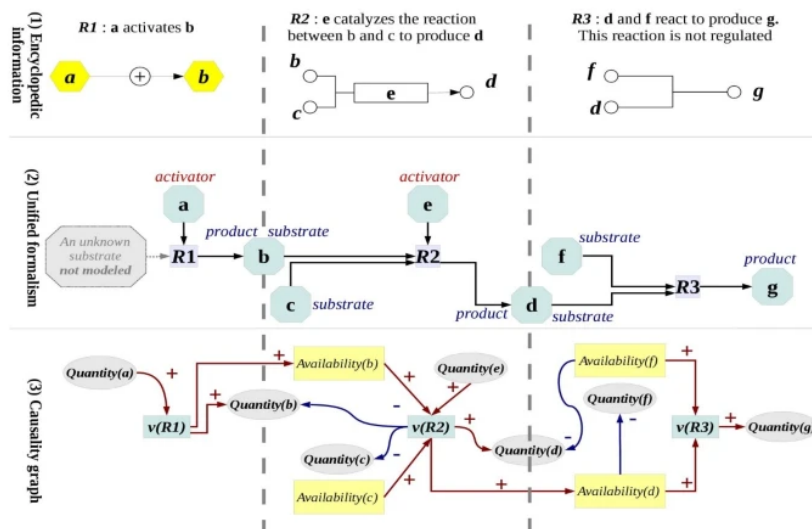 (1) Encyclopedic
information
R1 : a activates b
R2 : e catalyzes the reaction
between b and c to produce d
R3 : d and f react to produce g.
This reaction is not regulated
a
+
b
b
c
e
d
f
d
g
(2) Unified formalism
activator
a
An unknown
substrate
not modeled
R1
product
substrate
b
c
substrate
activator
e
R2
product
d
substrate
f
substrate
R3
product
g
(3) Causality graph
Quantity(a)
+
v(R1)
+
+
Quantity(b)
Availability(b)
+
Quantity(e)
+
-
v(R2)
+
Quantity(c)
-
Availability(c)
+
Quantity(d)
-
+
Availability(f)
+
Quantity(f)
-
v(R3)
+
Quantity(g
Availability(d)
+